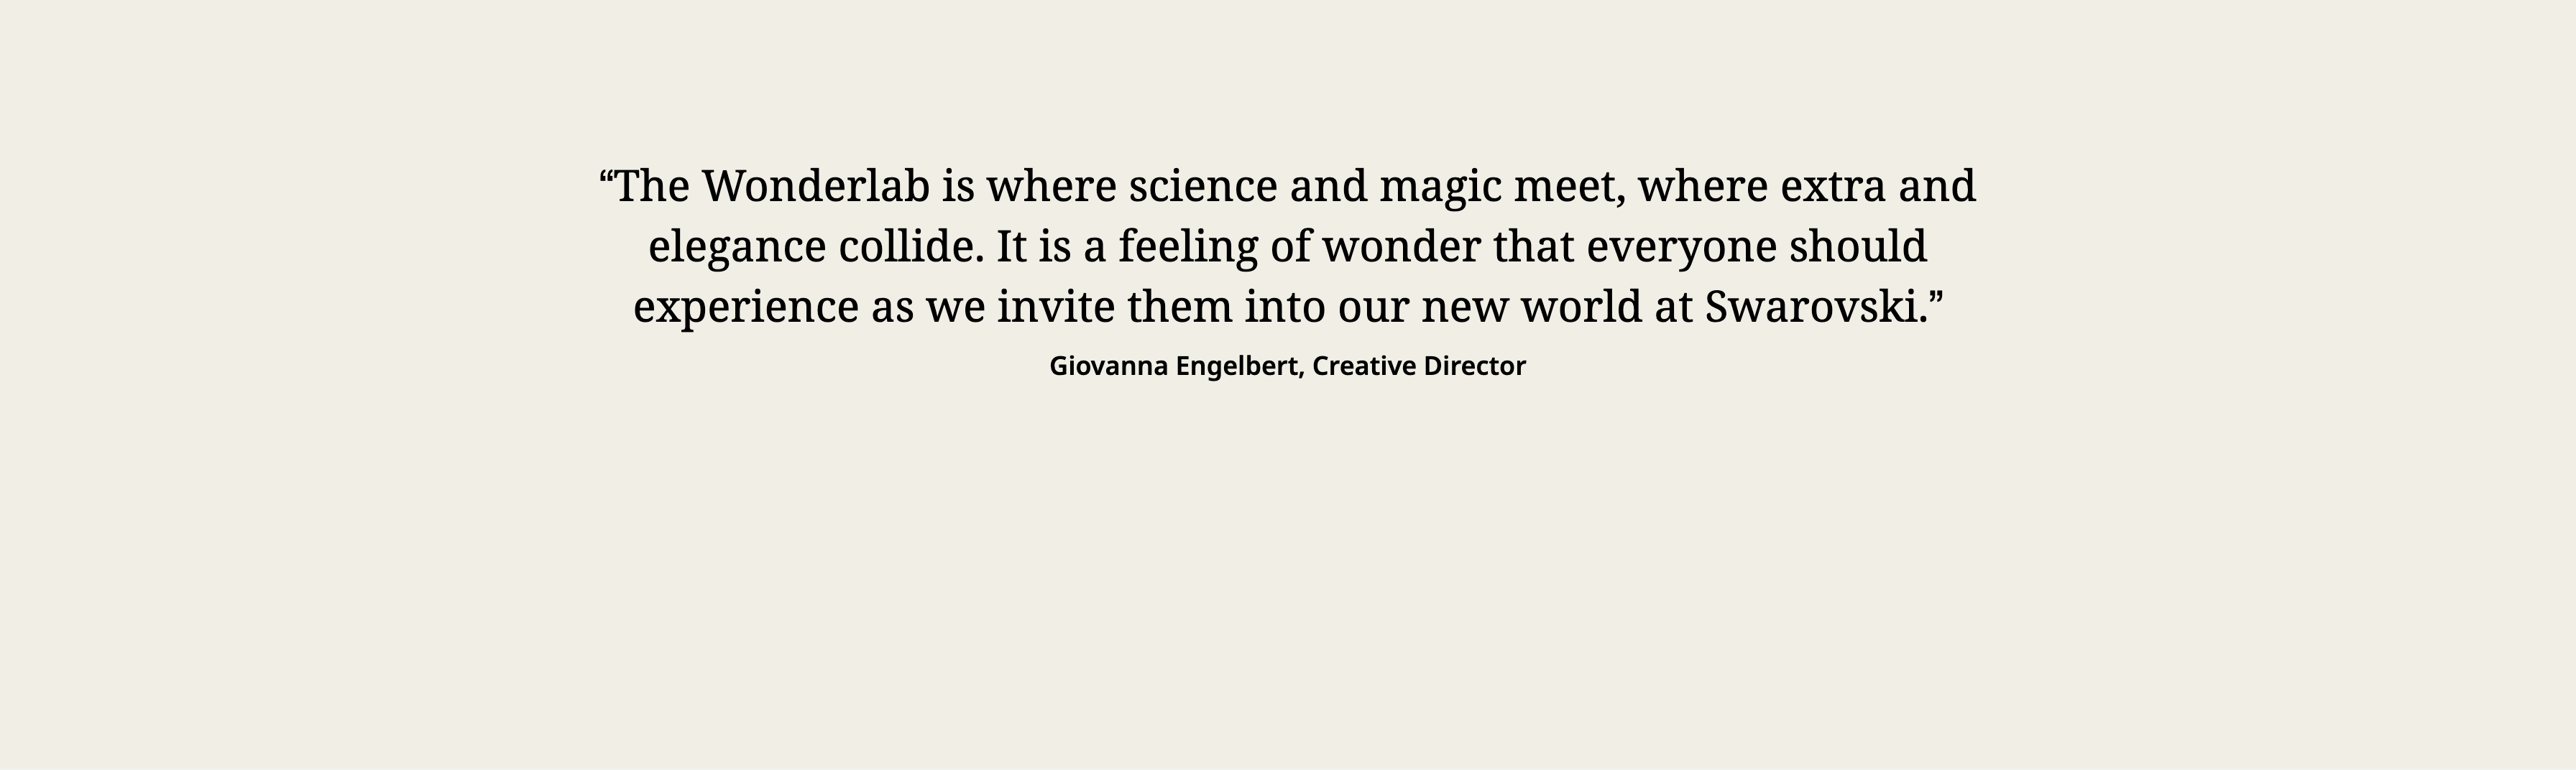 “The Wonderlab is where science and magic meet, where extra and
elegance collide. It is a feeling of wonder that everyone should
experience as we invite them into our new world at Swarovski.”
Giovanna Engelbert, Creative Director